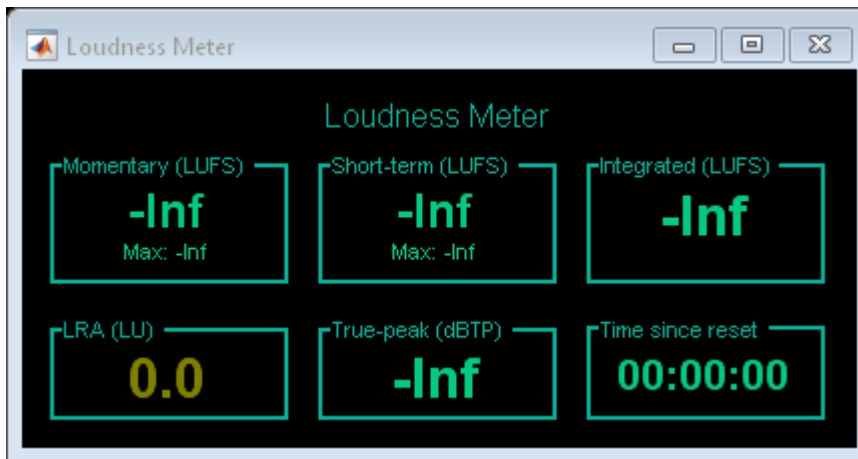 Loudness Meter
Loudness Meter
Momentary (LUFS)
-Inf
Max: -Inf
Short-term (LUFS)
-Inf
Max: -Inf
Integrated (LUFS)
-Inf
LRA (LU)
0.0
True-peak (dBTP)
-Inf
Time since reset
00:00:00